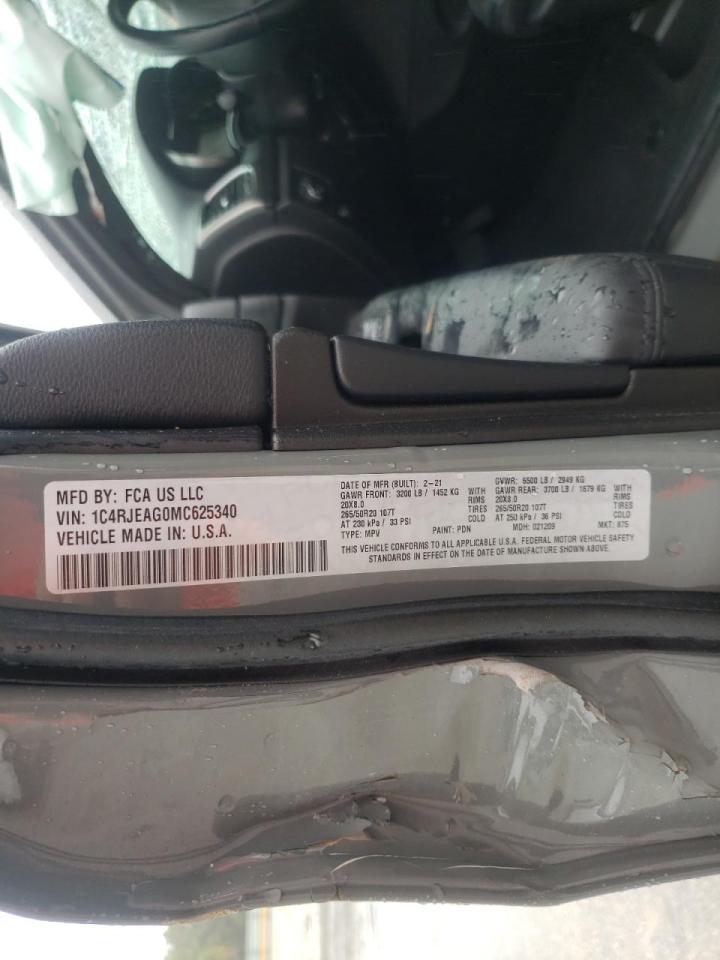 MFD BY: FCA US LLC
VIN: 1C4RJEAG0MC625340
VEHICLE MADE IN: U.S.A.
DATE OF MFR (BUILT): 2-21
GVWR: 6500 LB / 2949 KG
GAWR FRONT: 3200 LB / 1452 KG WITH
GAWR REAR: 3700 LB / 1679 KG WITH
20X8.0 RIMS
20X8.0 RIMS
265/50R20 107T TIRES
265/50R20 107T TIRES
AT 230 kPa / 33 PSI COLD
AT 250 kPa / 36 PSI COLD
TYPE: MPV PAINT: PDN MDH: 021209 MKT: 875
THIS VEHICLE CONFORMS TO ALL APPLICABLE U.S.A. FEDERAL MOTOR VEHICLE SAFETY
STANDARDS IN EFFECT ON THE DATE OF MANUFACTURE SHOWN ABOVE.